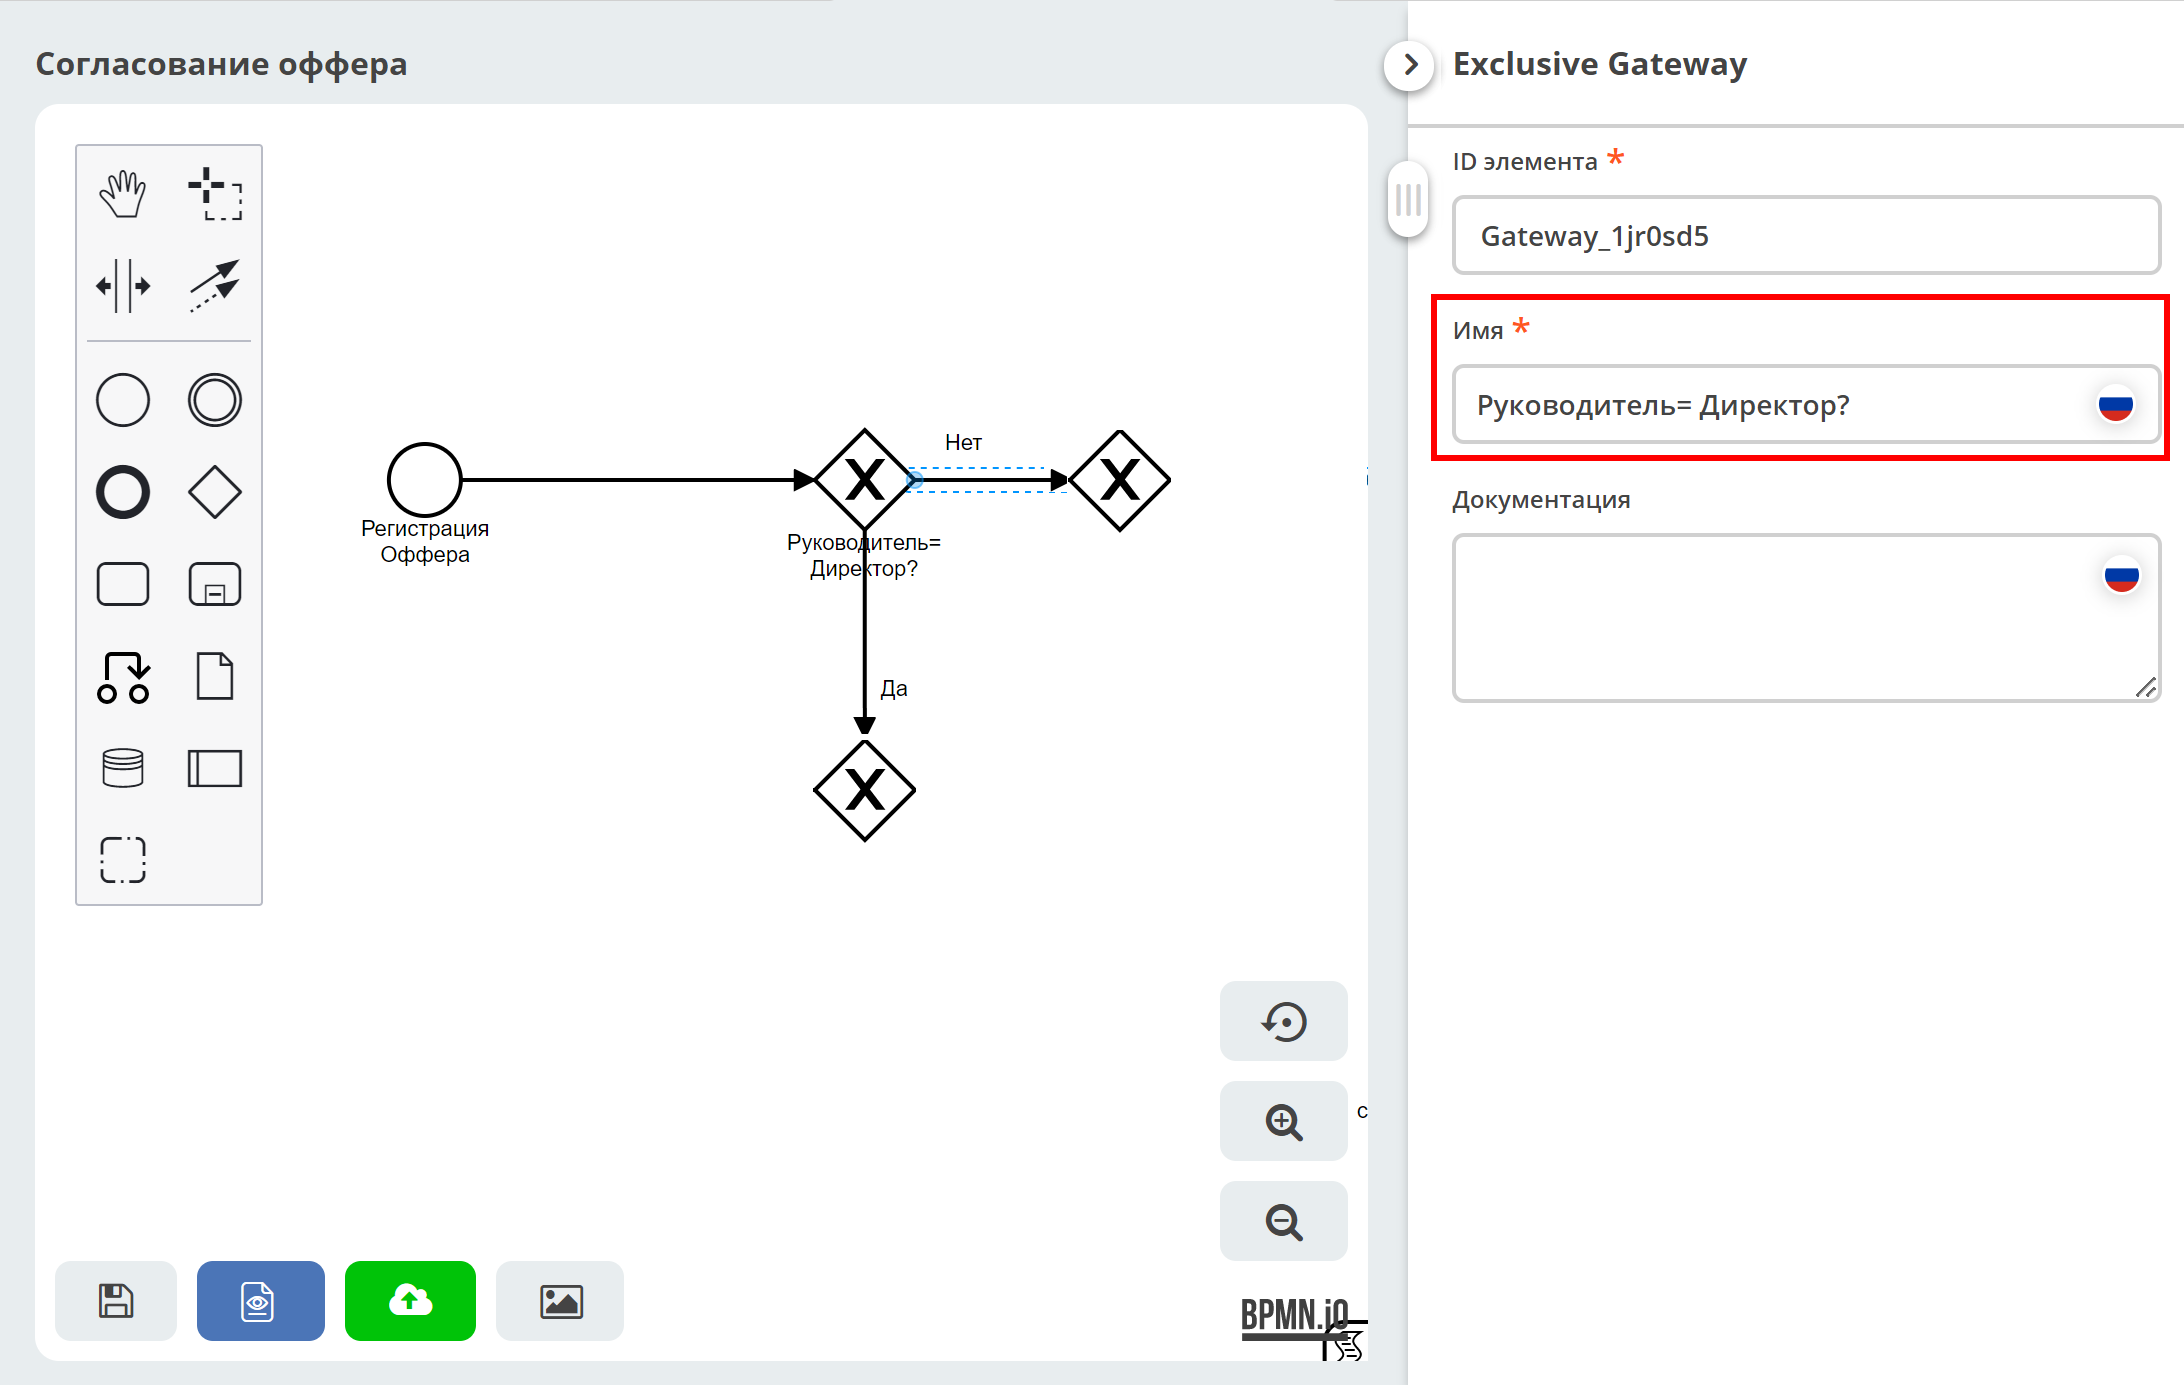 Согласование оффера
Exclusive Gateway
ID элемента *
Gateway_1jr0sd5
Имя *
Руководитель= Директор?
Документация
Нет
X
X
Регистрация
Оффера
Руководитель=
Директор?
Да
X
с
BPMN.iO